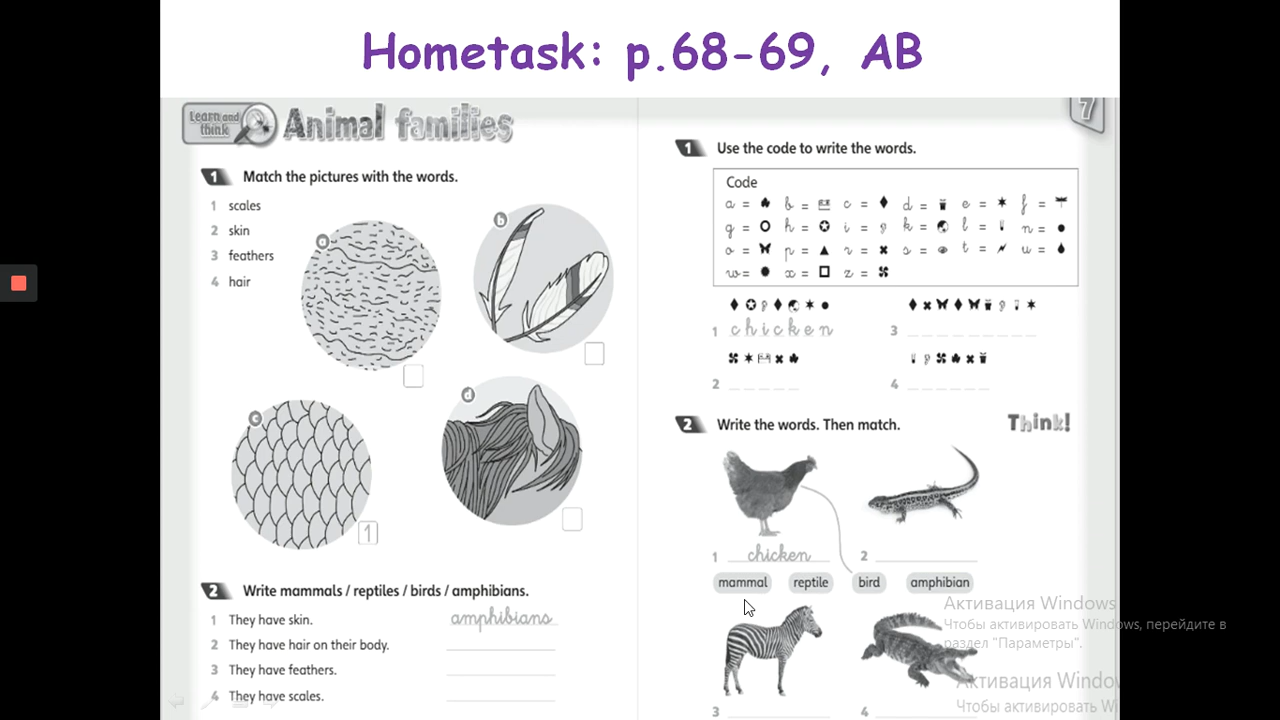 Hometask: p.68-69, AB
Learn and think
Animal families
1 Match the pictures with the words.
1 scales
2 skin
3 feathers
4 hair
a
b
c
d
1
2 Write mammals / reptiles / birds / amphibians.
1 They have skin. amphibians
2 They have hair on their body.
3 They have feathers.
4 They have scales.
7
1 Use the code to write the words.
Code
a = b = c = d = e = f =
g = h = i = k = l = n =
o = p = r = s = t = u =
w = x = z =
1 chicken
3
2
4
2 Write the words. Then match.
Think!
1 chicken
2
mammal reptile bird amphibian
3
4
Активация Windows
Чтобы активировать Windows, перейдите в
раздел "Параметры".
Активация Windo
Чтобы активировать Wi